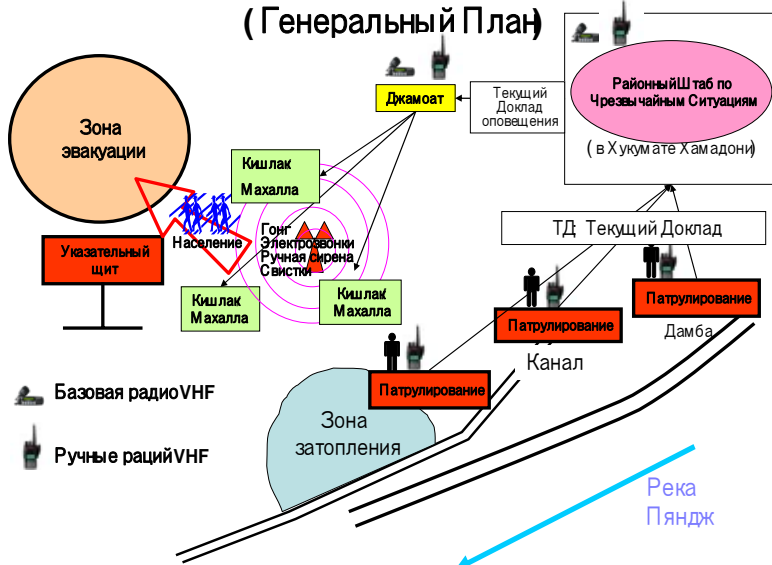 ( Генеральный План)
Зона
эвакуации
Джамоат
Текущий
Доклад
оповещения
Районный Штаб по
Чрезвычайным Ситуациям
( в Хукумате Хамадони)
Кишлак
Махалла
Население
Гонг
Электрозвонки
Ручная сирена
Свистки
ТД: Текущий Доклад
Указательный
щит
Кишлак
Махалла
Кишлак
Махалла
Патрулирование
Дамба
Патрулирование
Канал
Патрулирование
Базовая радио VHF
Зона
затопления
Ручные раций VHF
Река
Пяндж